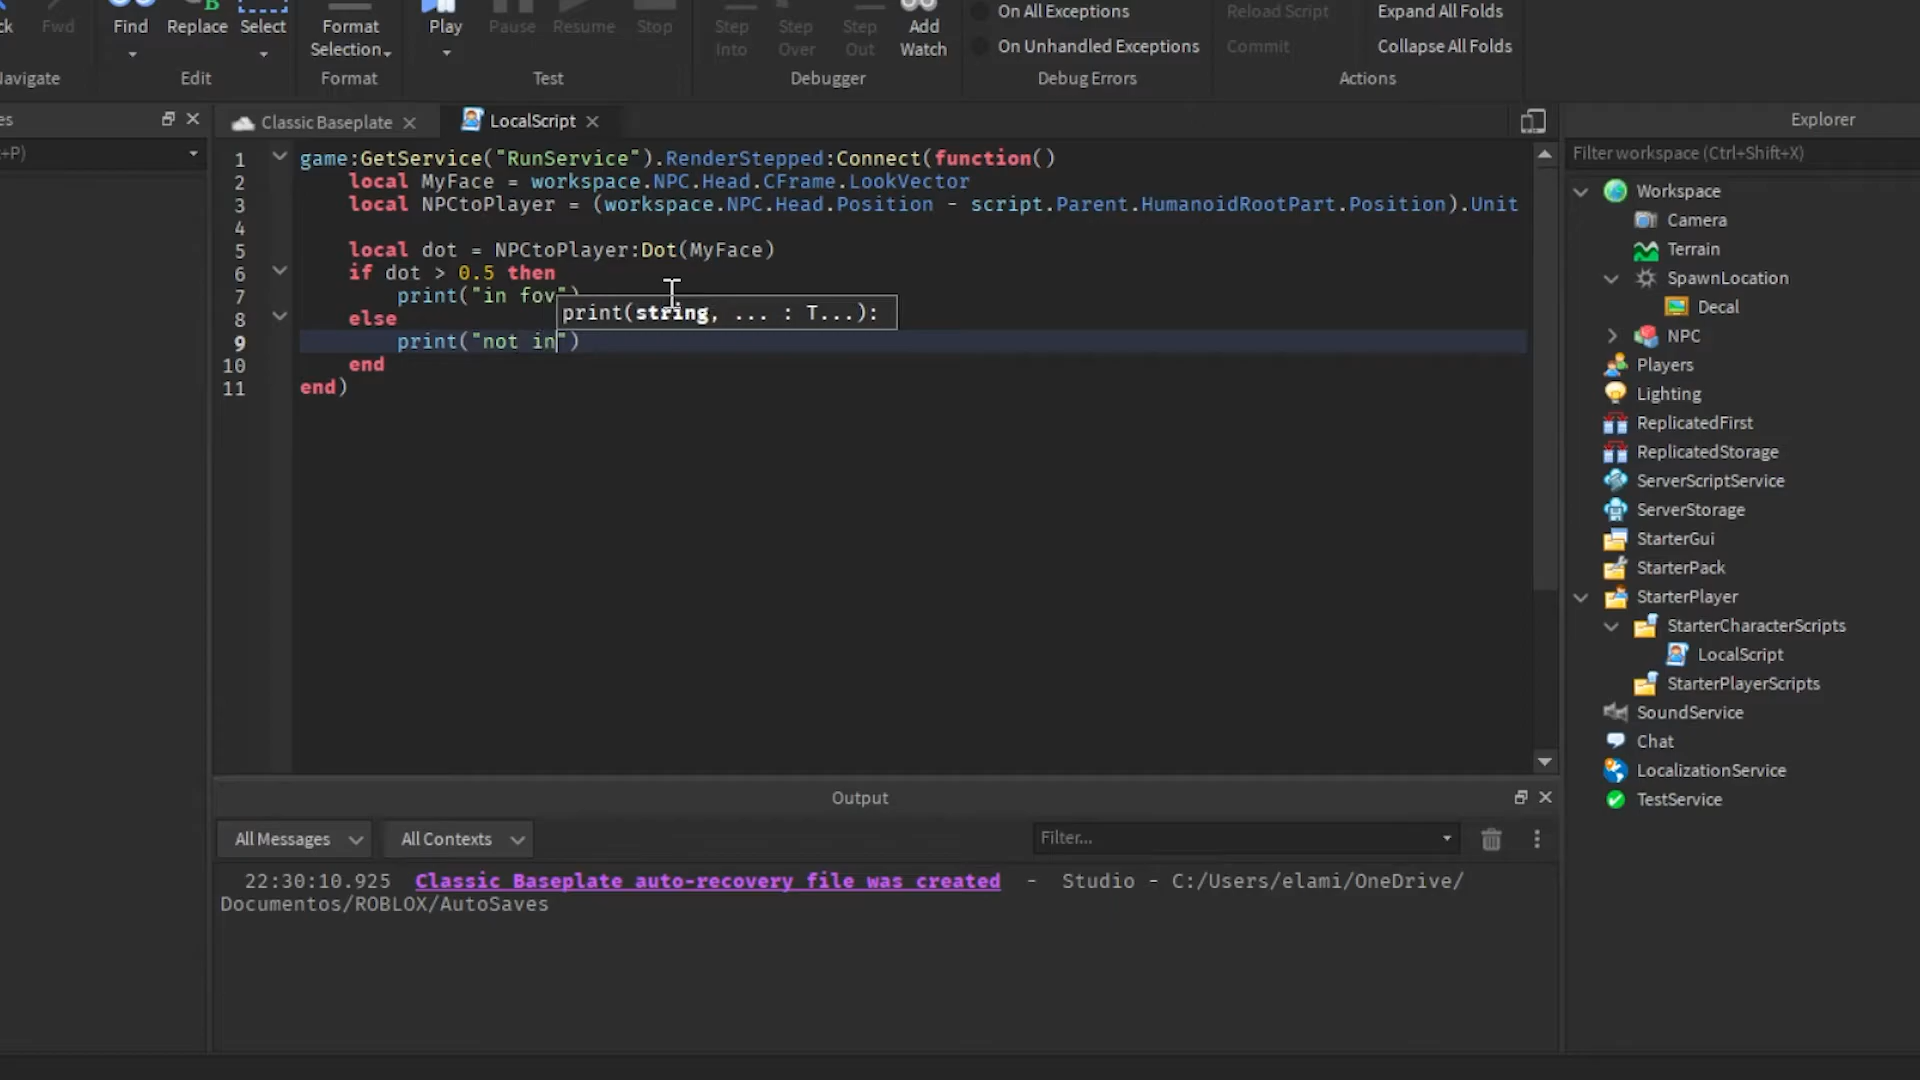 Fwd
Find
Replace
Select
Format
Selection
Play
Pause
Resume
Stop
Step
Into
Step
Over
Step
Out
Add
Watch
On All Exceptions
On Unhandled Exceptions
Reload Script
Commit
Expand All Folds
Collapse All Folds
Edit
Format
Test
Debugger
Debug Errors
Actions
Classic Baseplate
LocalScript
Explorer
+P)
Filter workspace (Ctrl+Shift+X)
1 game:GetService("RunService").RenderStepped:Connect(function()
2 local MyFace = workspace.NPC.Head.CFrame.LookVector
3 local NPCtoPlayer = (workspace.NPC.Head.Position - script.Parent.HumanoidRootPart.Position).Unit
4
5 local dot = NPCtoPlayer:Dot(MyFace)
6 if dot > 0.5 then
7 print("in fov")
print(string, ... : T...):
8 else
9 print("not in")
10 end
11 end)
Workspace
Camera
Terrain
SpawnLocation
Decal
NPC
Players
Lighting
ReplicatedFirst
ReplicatedStorage
ServerScriptService
ServerStorage
StarterGui
StarterPack
StarterPlayer
StarterCharacterScripts
LocalScript
StarterPlayerScripts
SoundService
Chat
LocalizationService
TestService
Output
All Messages
All Contexts
Filter...
22:30:10.925 Classic Baseplate auto-recovery file was created - Studio - C:/Users/elami/OneDrive/
Documentos/ROBLOX/AutoSaves